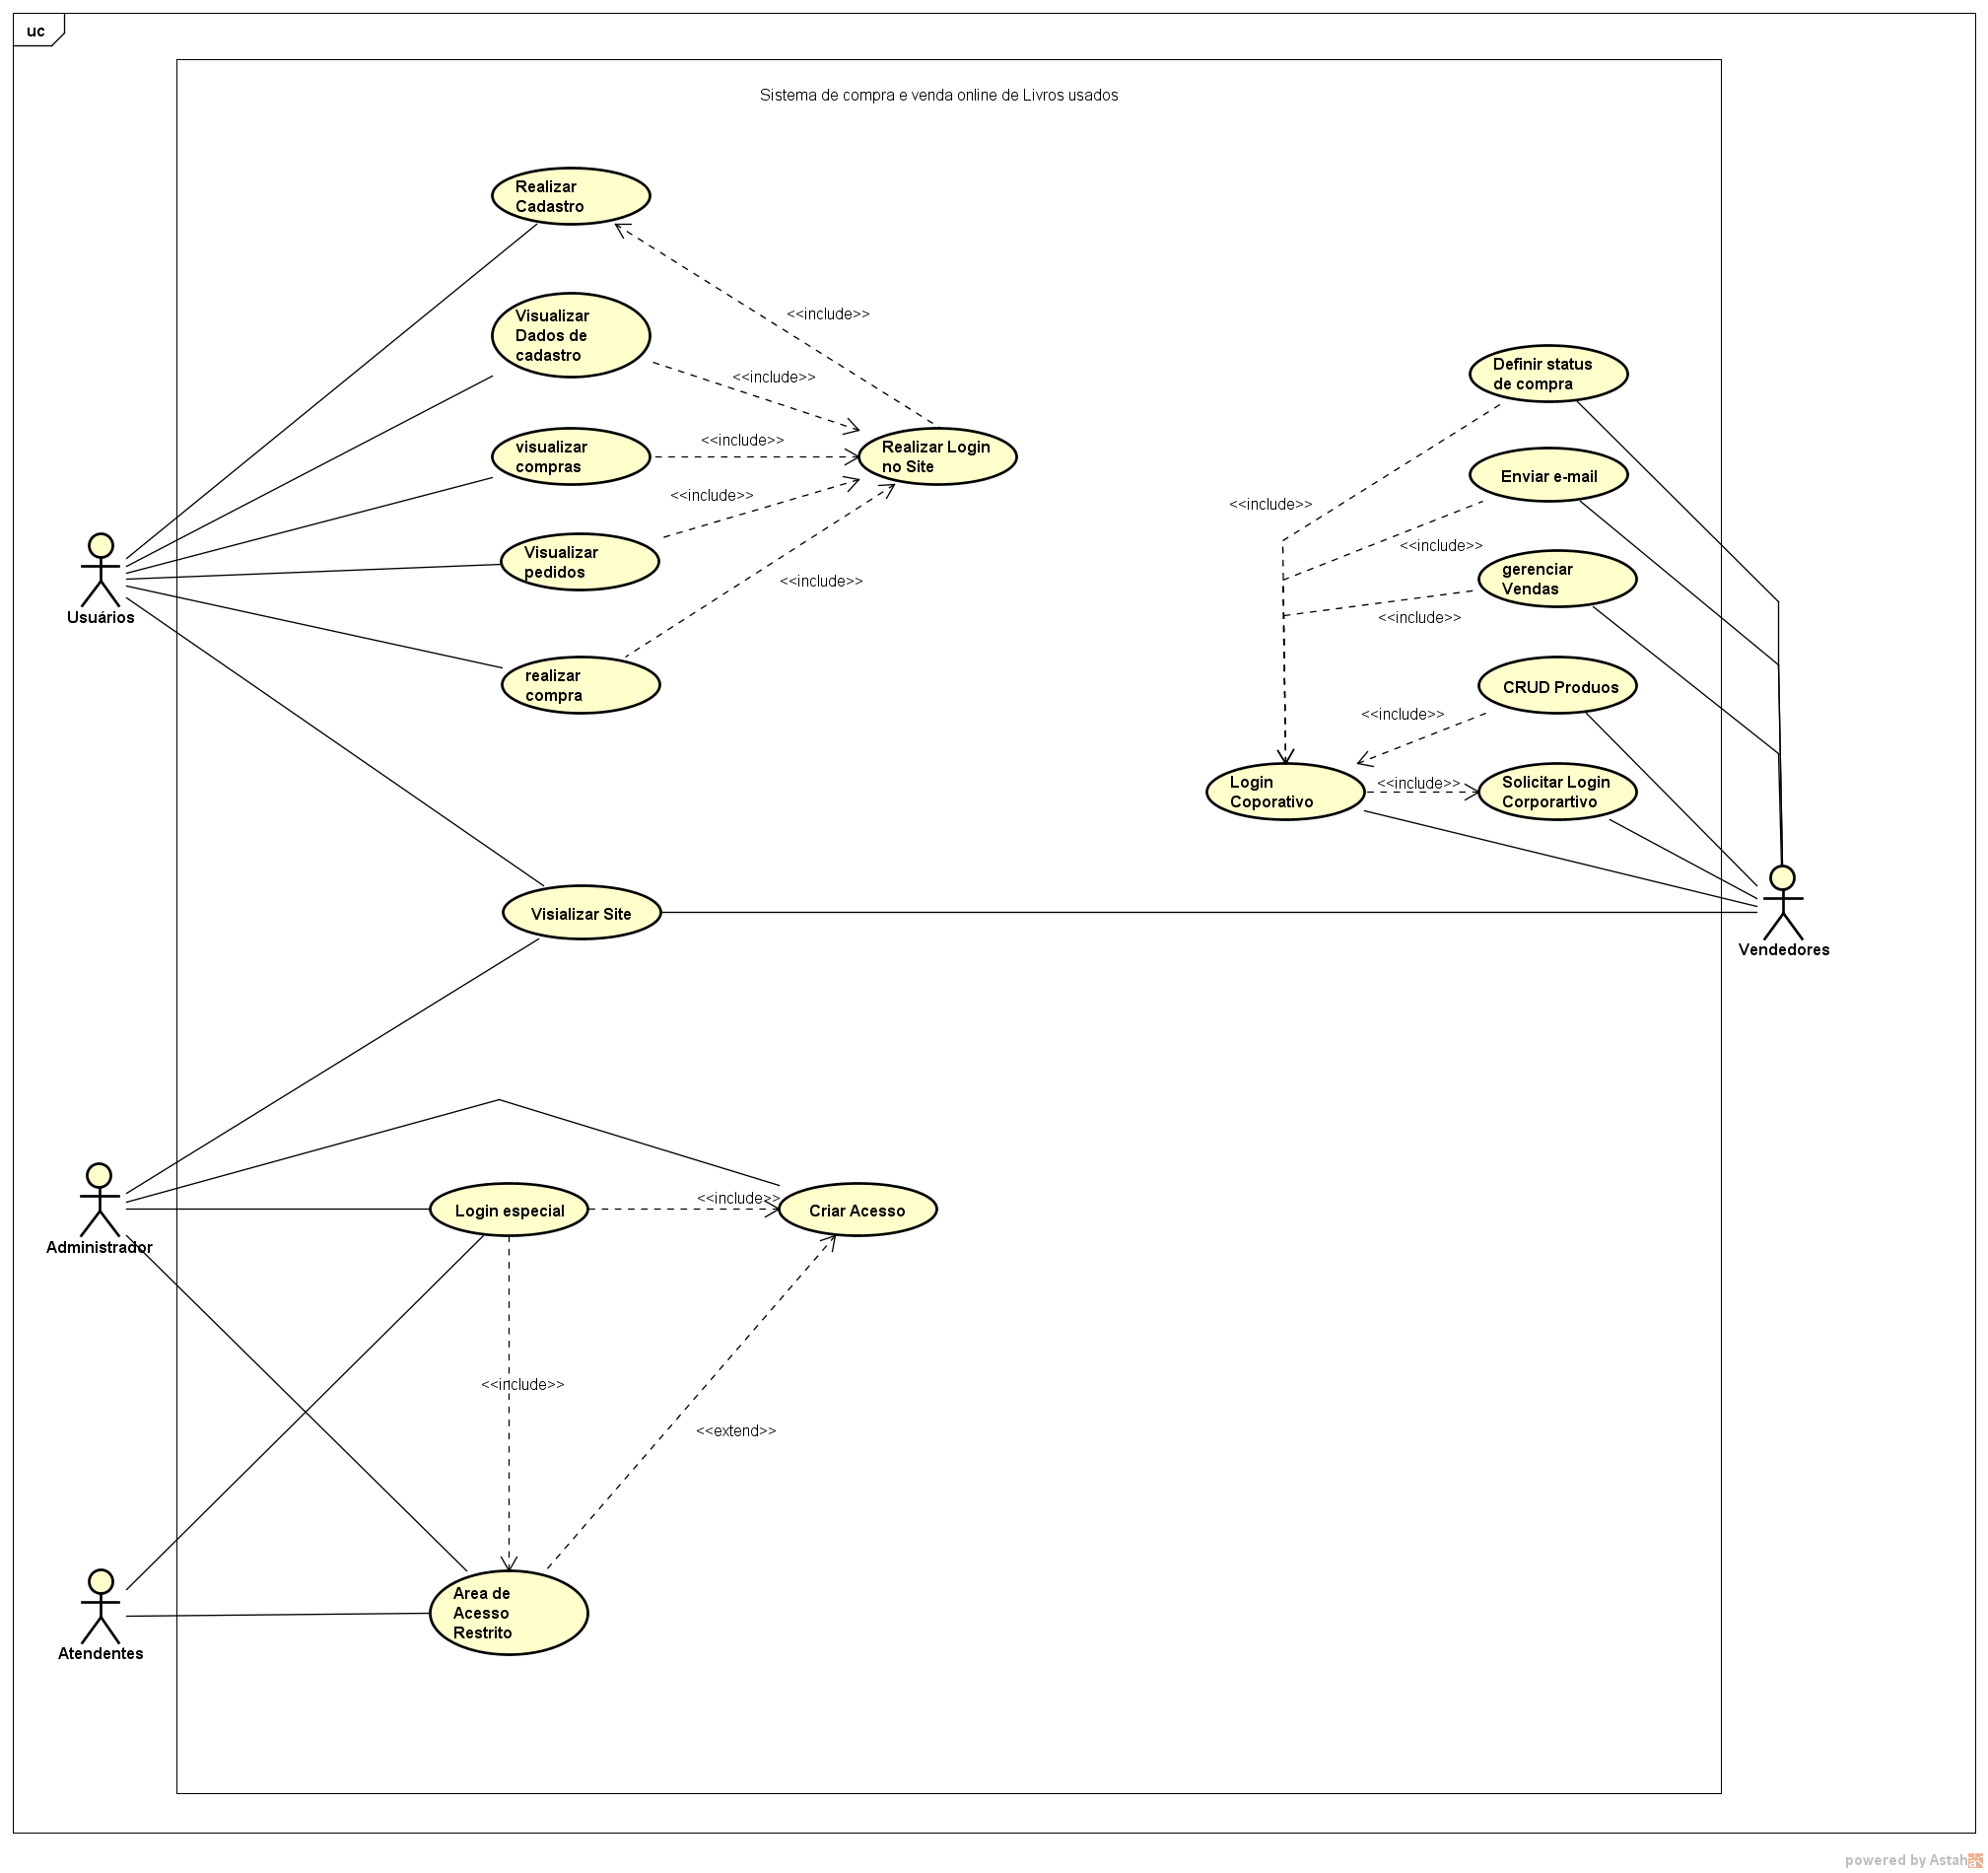 uc
Sistema de compra e venda online de Livros usados
Realizar
Cadastro
<<include>>
Visualizar
Dados de
cadastro
<<include>>
Definir status
de compra
visualizar
compras
<<include>>
Realizar Login
no Site
Enviar e-mail
<<include>>
<<include>>
<<include>>
Visualizar
pedidos
<<include>>
gerenciar
Vendas
<<include>>
Usuários
realizar
compra
CRUD Produos
<<include>>
Login
Coporativo
<<include>>
Solicitar Login
Corporartivo
Visializar Site
Vendedores
Login especial
<<include>>
Criar Acesso
Administrador
<<include>>
<<extend>>
Area de
Acesso
Restrito
Atendentes
powered by Astah